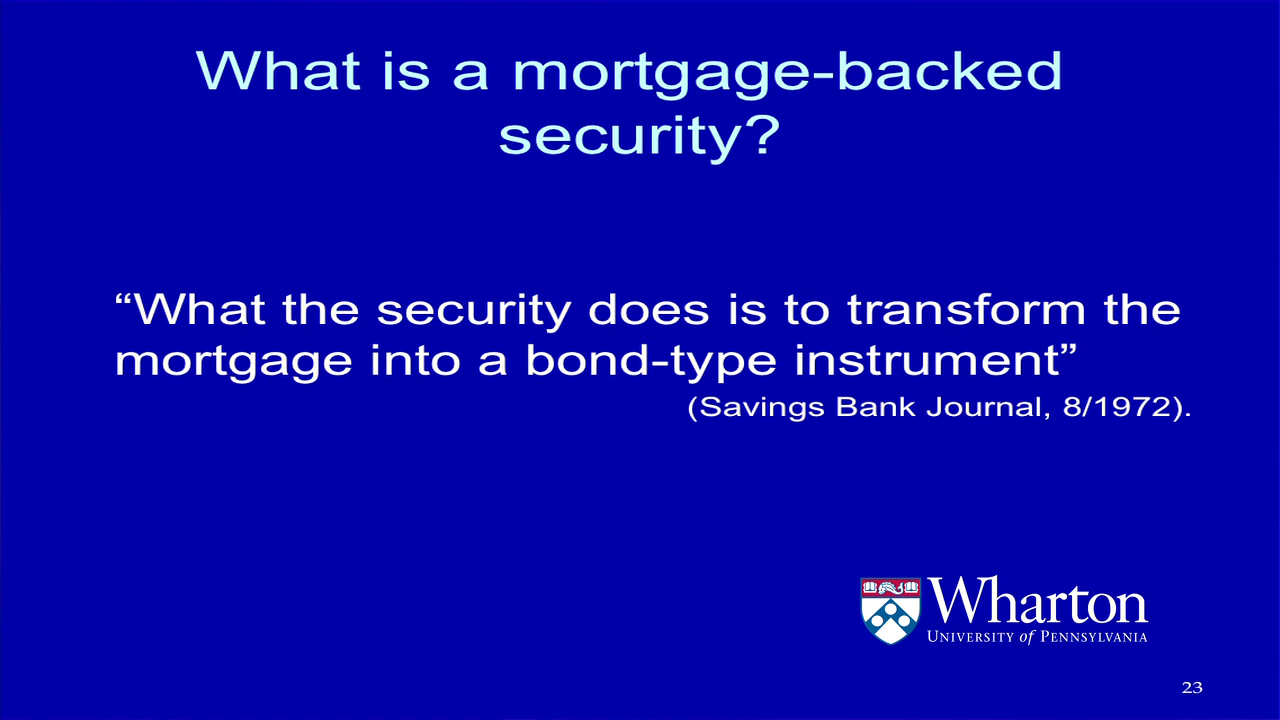 What is a mortgage-backed
security?
“What the security does is to transform the
mortgage into a bond-type instrument”
(Savings Bank Journal, 8/1972).
Wharton
UNIVERSITY of PENNSYLVANIA
23